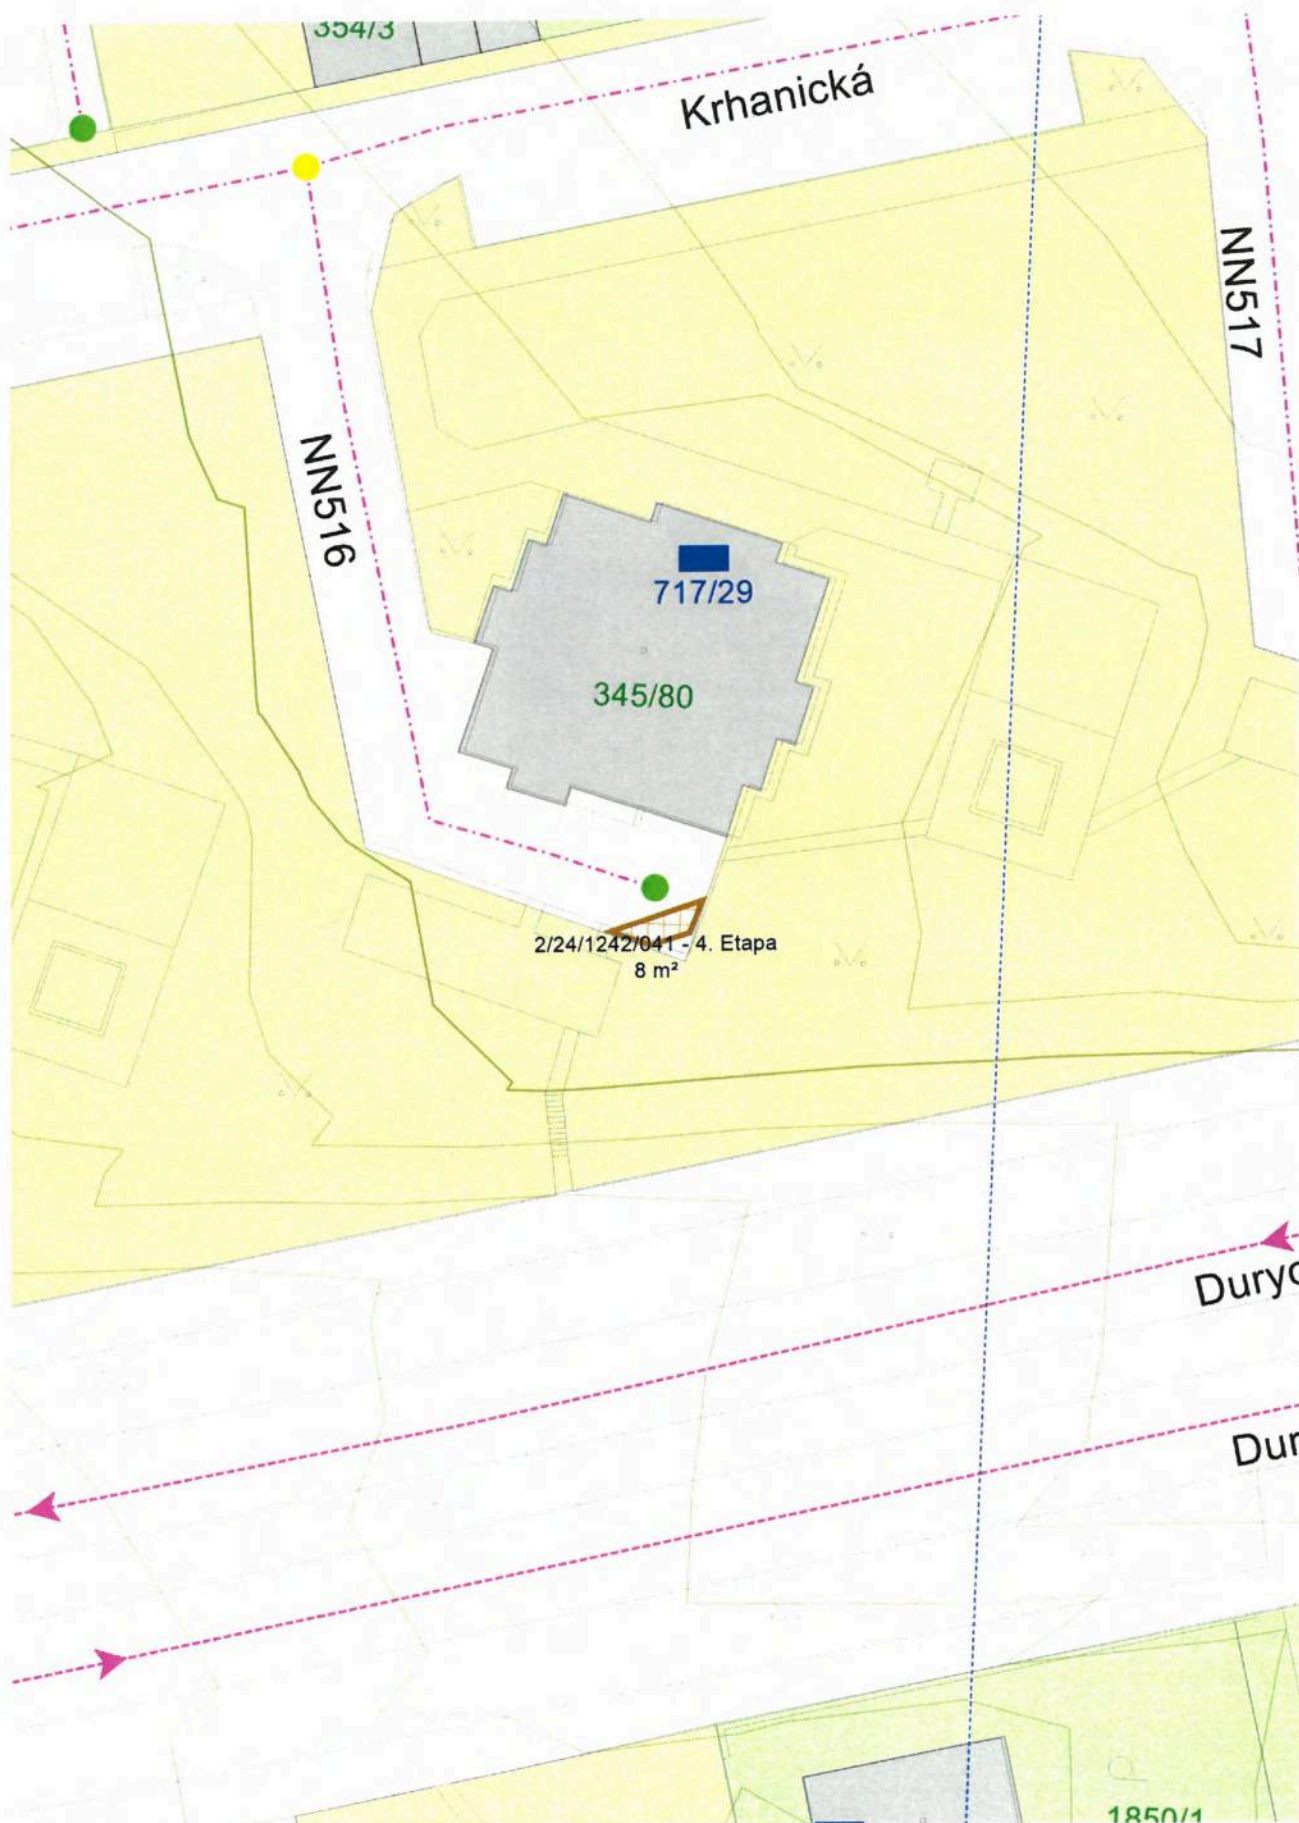 354/3
Krhanická
NN517
NN516
717/29
345/80
2/24/1242/041 - 4. Etapa
8 m²
Duryc
Dur
1850/1